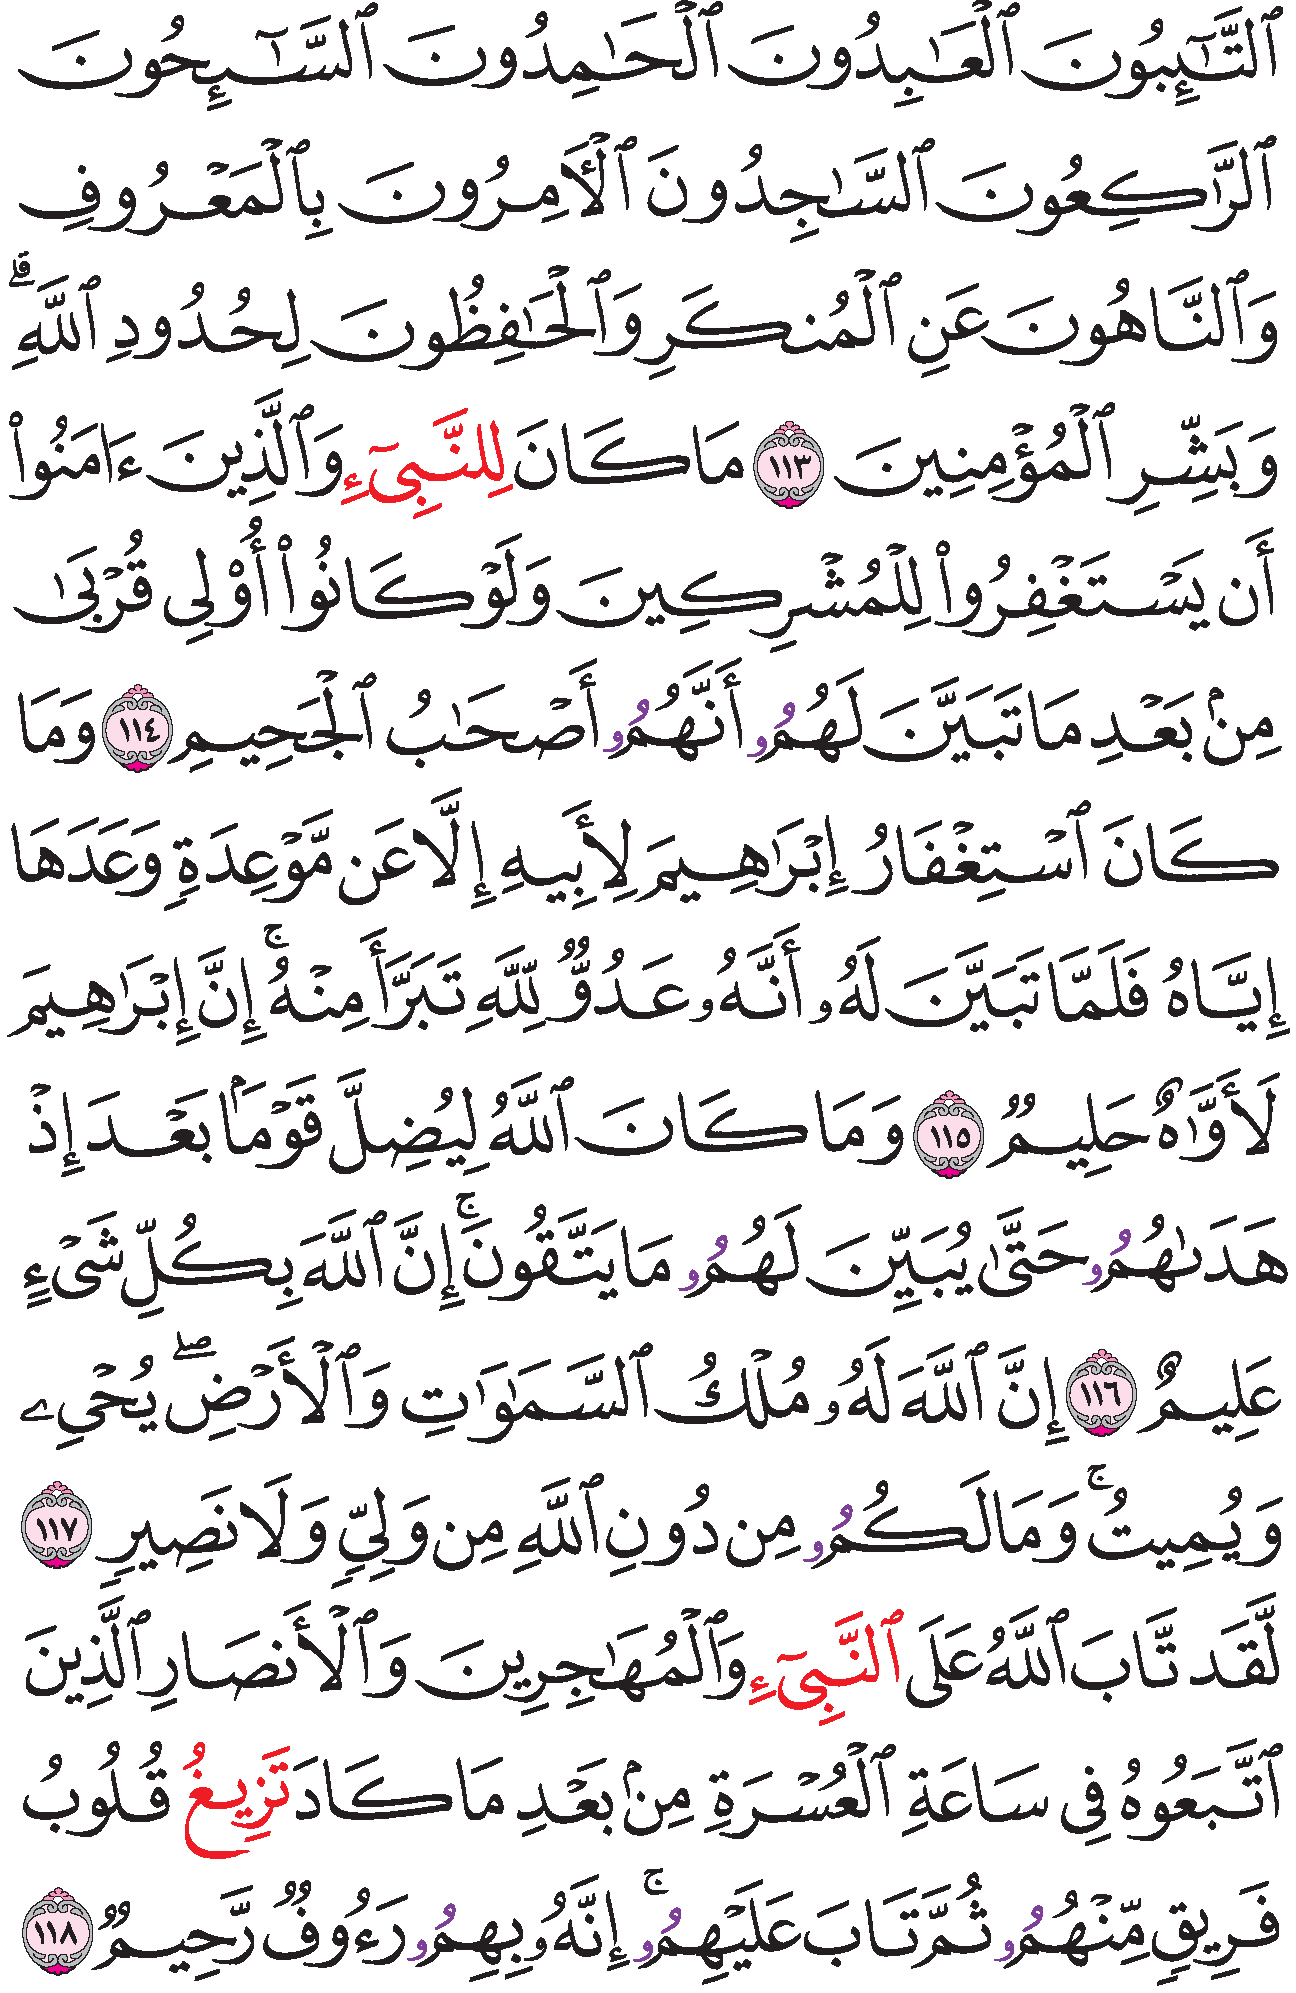 ٱلتَّٰٓئِبُونَ ٱلْعَٰبِدُونَ ٱلْحَٰمِدُونَ ٱلسَّٰٓئِحُونَ
ٱلرَّٰكِعُونَ ٱلسَّٰجِدُونَ ٱلْأٓمِرُونَ بِٱلْمَعْرُوفِ
وَٱلنَّاهُونَ عَنِ ٱلْمُنكَرِ وَٱلْحَٰفِظُونَ لِحُدُودِ ٱللَّهِۗ
وَبَشِّرِ ٱلْمُؤْمِنِينَ ١١٣ مَا كَانَ لِلنَّبِيٓءِ وَٱلَّذِينَ ءَامَنُوا۟
أَن يَسْتَغْفِرُوا۟ لِلْمُشْرِكِينَ وَلَوْ كَانُوا۟ أُو۟لِى قُرْبَىٰ
مِنۢ بَعْدِ مَا تَبَيَّنَ لَهُمُۥ أَنَّهُمُۥ أَصْحَٰبُ ٱلْجَحِيمِ ١١٤ وَمَا
كَانَ ٱسْتِغْفَارُ إِبْرَٰهِيمَ لِأَبِيهِ إِلَّا عَن مَّوْعِدَةٍ وَعَدَهَا
إِيَّاهُ فَلَمَّا تَبَيَّنَ لَهُۥ أَنَّهُۥ عَدُوٌّ لِّلَّهِ تَبَرَّأَ مِنْهُۚ إِنَّ إِبْرَٰهِيمَ
لَأَوَّٰهٌ حَلِيمٌ ١١٥ وَمَا كَانَ ٱللَّهُ لِيُضِلَّ قَوْمَۢا بَعْدَ إِذْ
هَدَىٰهُمُۥ حَتَّىٰ يُبَيِّنَ لَهُمُۥ مَا يَتَّقُونَۚ إِنَّ ٱللَّهَ بِكُلِّ شَىْءٍ
عَلِيمٌ ١١٦ إِنَّ ٱللَّهَ لَهُۥ مُلْكُ ٱلسَّمَٰوَٰتِ وَٱلْأَرْضِۖ يُحْىِۦ
وَيُمِيتُۚ وَمَا لَكُمُۥ مِن دُونِ ٱللَّهِ مِن وَلِىٍّ وَلَا نَصِيرٍ ١١٧
لَّقَد تَّابَ ٱللَّهُ عَلَى ٱلنَّبِيٓءِ وَٱلْمُهَٰجِرِينَ وَٱلْأَنصَارِ ٱلَّذِينَ
ٱتَّبَعُوهُ فِى سَاعَةِ ٱلْعُسْرَةِ مِنۢ بَعْدِ مَا كَادَ تَزِيغُ قُلُوبُ
فَرِيقٍ مِّنْهُمُۥ ثُمَّ تَابَ عَلَيْهِمُۥۚ إِنَّهُۥ بِهِمُۥ رَءُوفٌ رَّحِيمٌ ١١٨